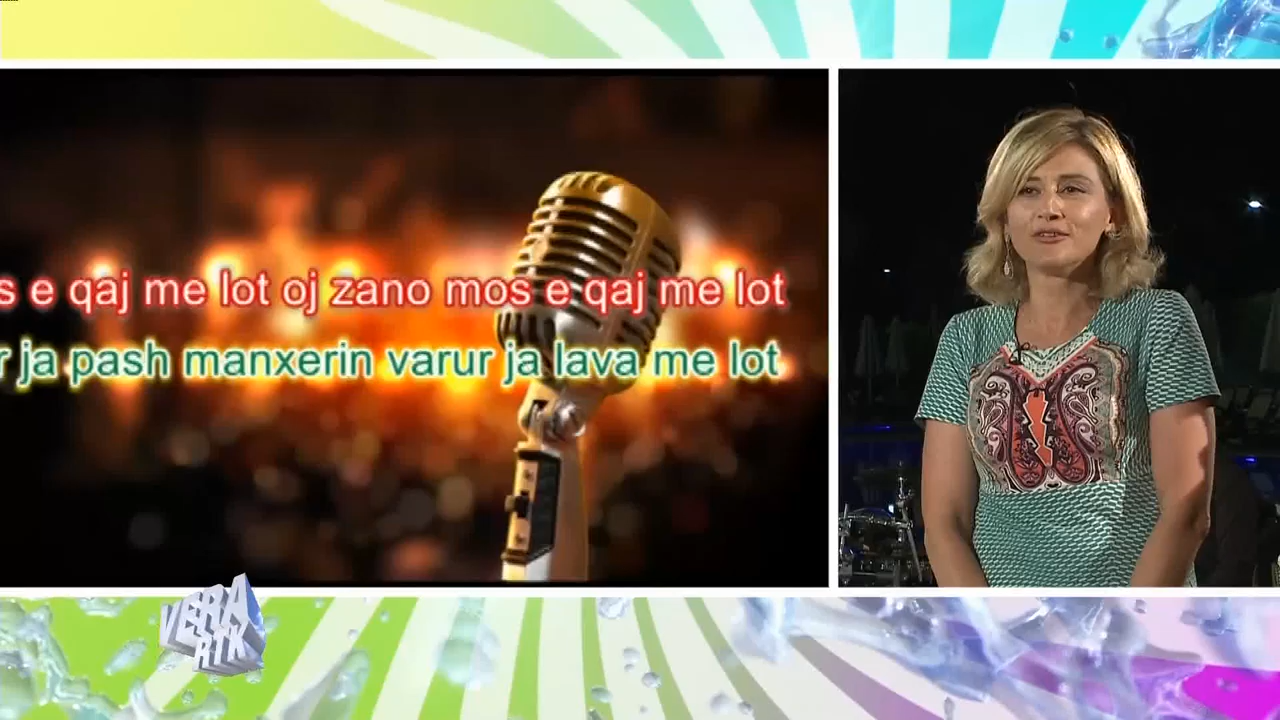 s e qaj me lot oj zano mos e qaj me lot
r ja pash manxerin varur ja lava me lot
VERA
RTK